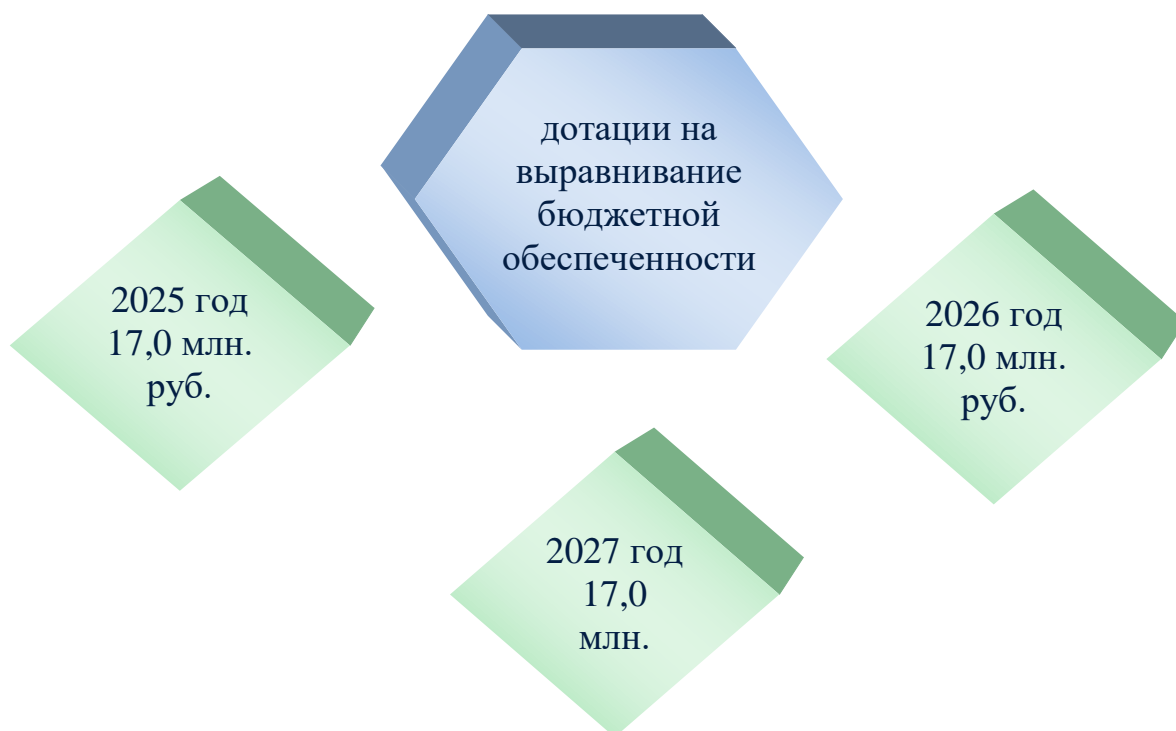 дотации на
выравнивание
бюджетной
обеспеченности
2025 год
17,0 млн.
руб.
2026 год
17,0 млн.
руб.
2027 год
17,0
млн.